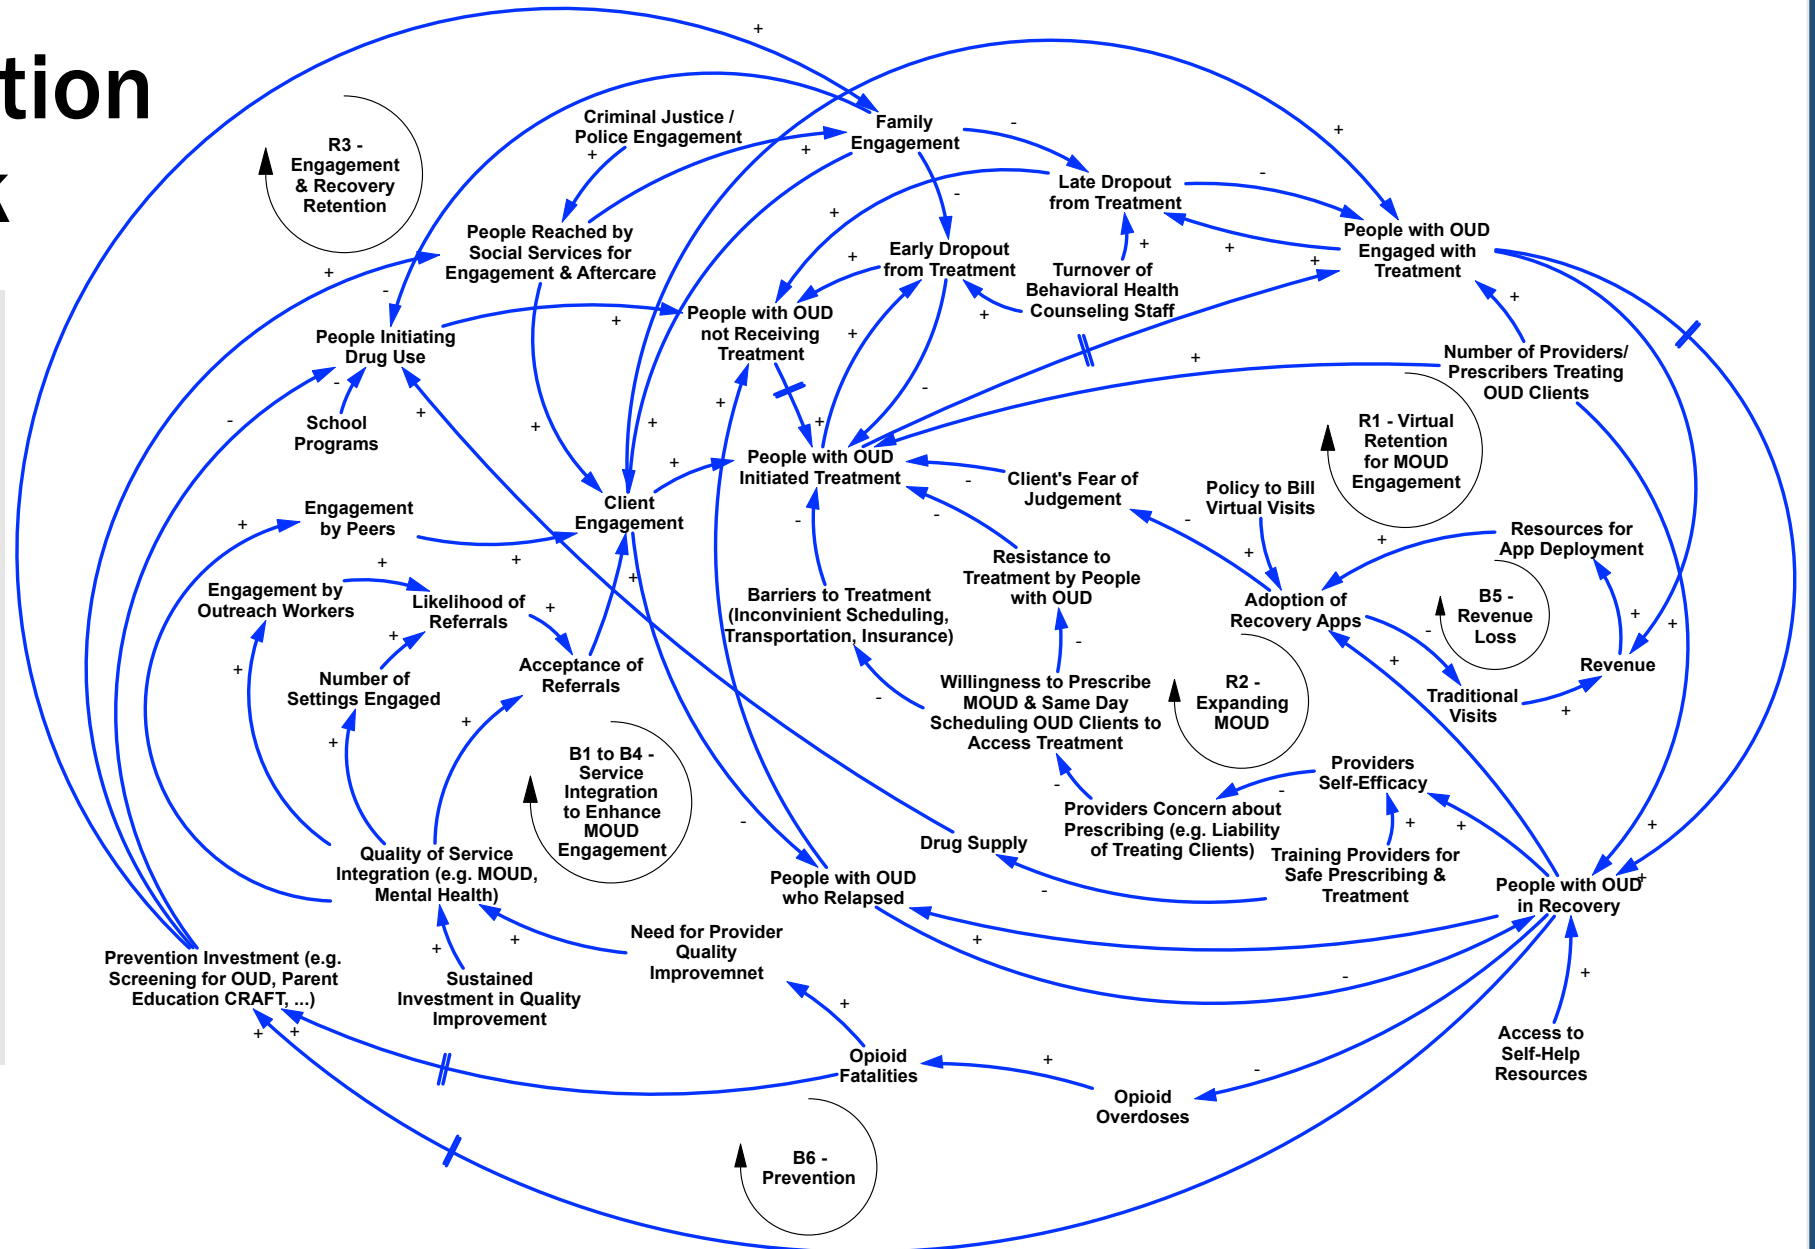 tion
Criminal Justice /
Police Engagement
Family
Engagement
R3 -
Engagement
& Recovery
Retention
Late Dropout
from Treatment
People Reached by
Social Services for
Engagement & Aftercare
People with OUD
Engaged with
Treatment
Early Dropout
from Treatment
Turnover of
Behavioral Health
Counseling Staff
People Initiating
Drug Use
People with OUD
not Receiving
Treatment
Number of Providers/
Prescribers Treating
OUD Clients
School
Programs
R1 - Virtual
Retention
for MOUD
Engagement
People with OUD
Initiated Treatment
Client's Fear of
Judgement
Policy to Bill
Virtual Visits
Client
Engagement
Engagement
by Peers
Resources for
App Deployment
Resistance to
Treatment by People
with OUD
Engagement by
Outreach Workers
Likelihood of
Referrals
Barriers to Treatment
(Inconvinient Scheduling,
Transportation, Insurance)
Adoption of
Recovery Apps
B5 -
Revenue
Loss
Revenue
Acceptance of
Referrals
Number of
Settings Engaged
Willingness to Prescribe
MOUD & Same Day
Scheduling OUD Clients to
Access Treatment
R2 -
Expanding
MOUD
Traditional
Visits
B1 to B4 -
Service
Integration
to Enhance
MOUD
Engagement
Providers
Self-Efficacy
Providers Concern about
Prescribing (e.g. Liability
of Treating Clients)
Drug Supply
Quality of Service
Integration (e.g. MOUD,
Mental Health)
Training Providers for
Safe Prescribing &
Treatment
People with OUD
who Relapsed
People with OUD
in Recovery
Need for Provider
Quality
Improvemnet
Prevention Investment (e.g.
Screening for OUD, Parent
Education CRAFT, ...)
Sustained
Investment in Quality
Improvement
Access to
Self-Help
Resources
Opioid
Fatalities
Opioid
Overdoses
B6 -
Prevention